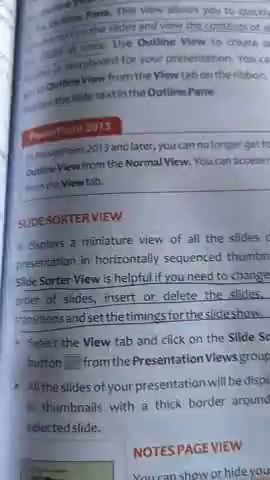 Outline Pane. This view allows you to quickly
the slides and view the contents of
Use Outline View to create a
storyboard for your presentation. You ca
Outline View from the View tab on the ribbon.
the slide text in the Outline Pane
PowerPoint 2013
PowerPoint 2013 and later, you can no longer get to
Outline View from the Normal View. You can access
from the View tab.
SLIDE SORTER VIEW
displays a miniature view of all the slides
presentation in horizontally sequenced thumbn
Slide Sorter View is helpful if you need to change
order of slides, insert or delete the slides,
transitions and set the timings for the slide show.
• Select the View tab and click on the Slide So
button from the Presentation Views group
• All the slides of your presentation will be displ
as thumbnails with a thick border around
selected slide.
NOTES PAGE VIEW
You can show or hide you